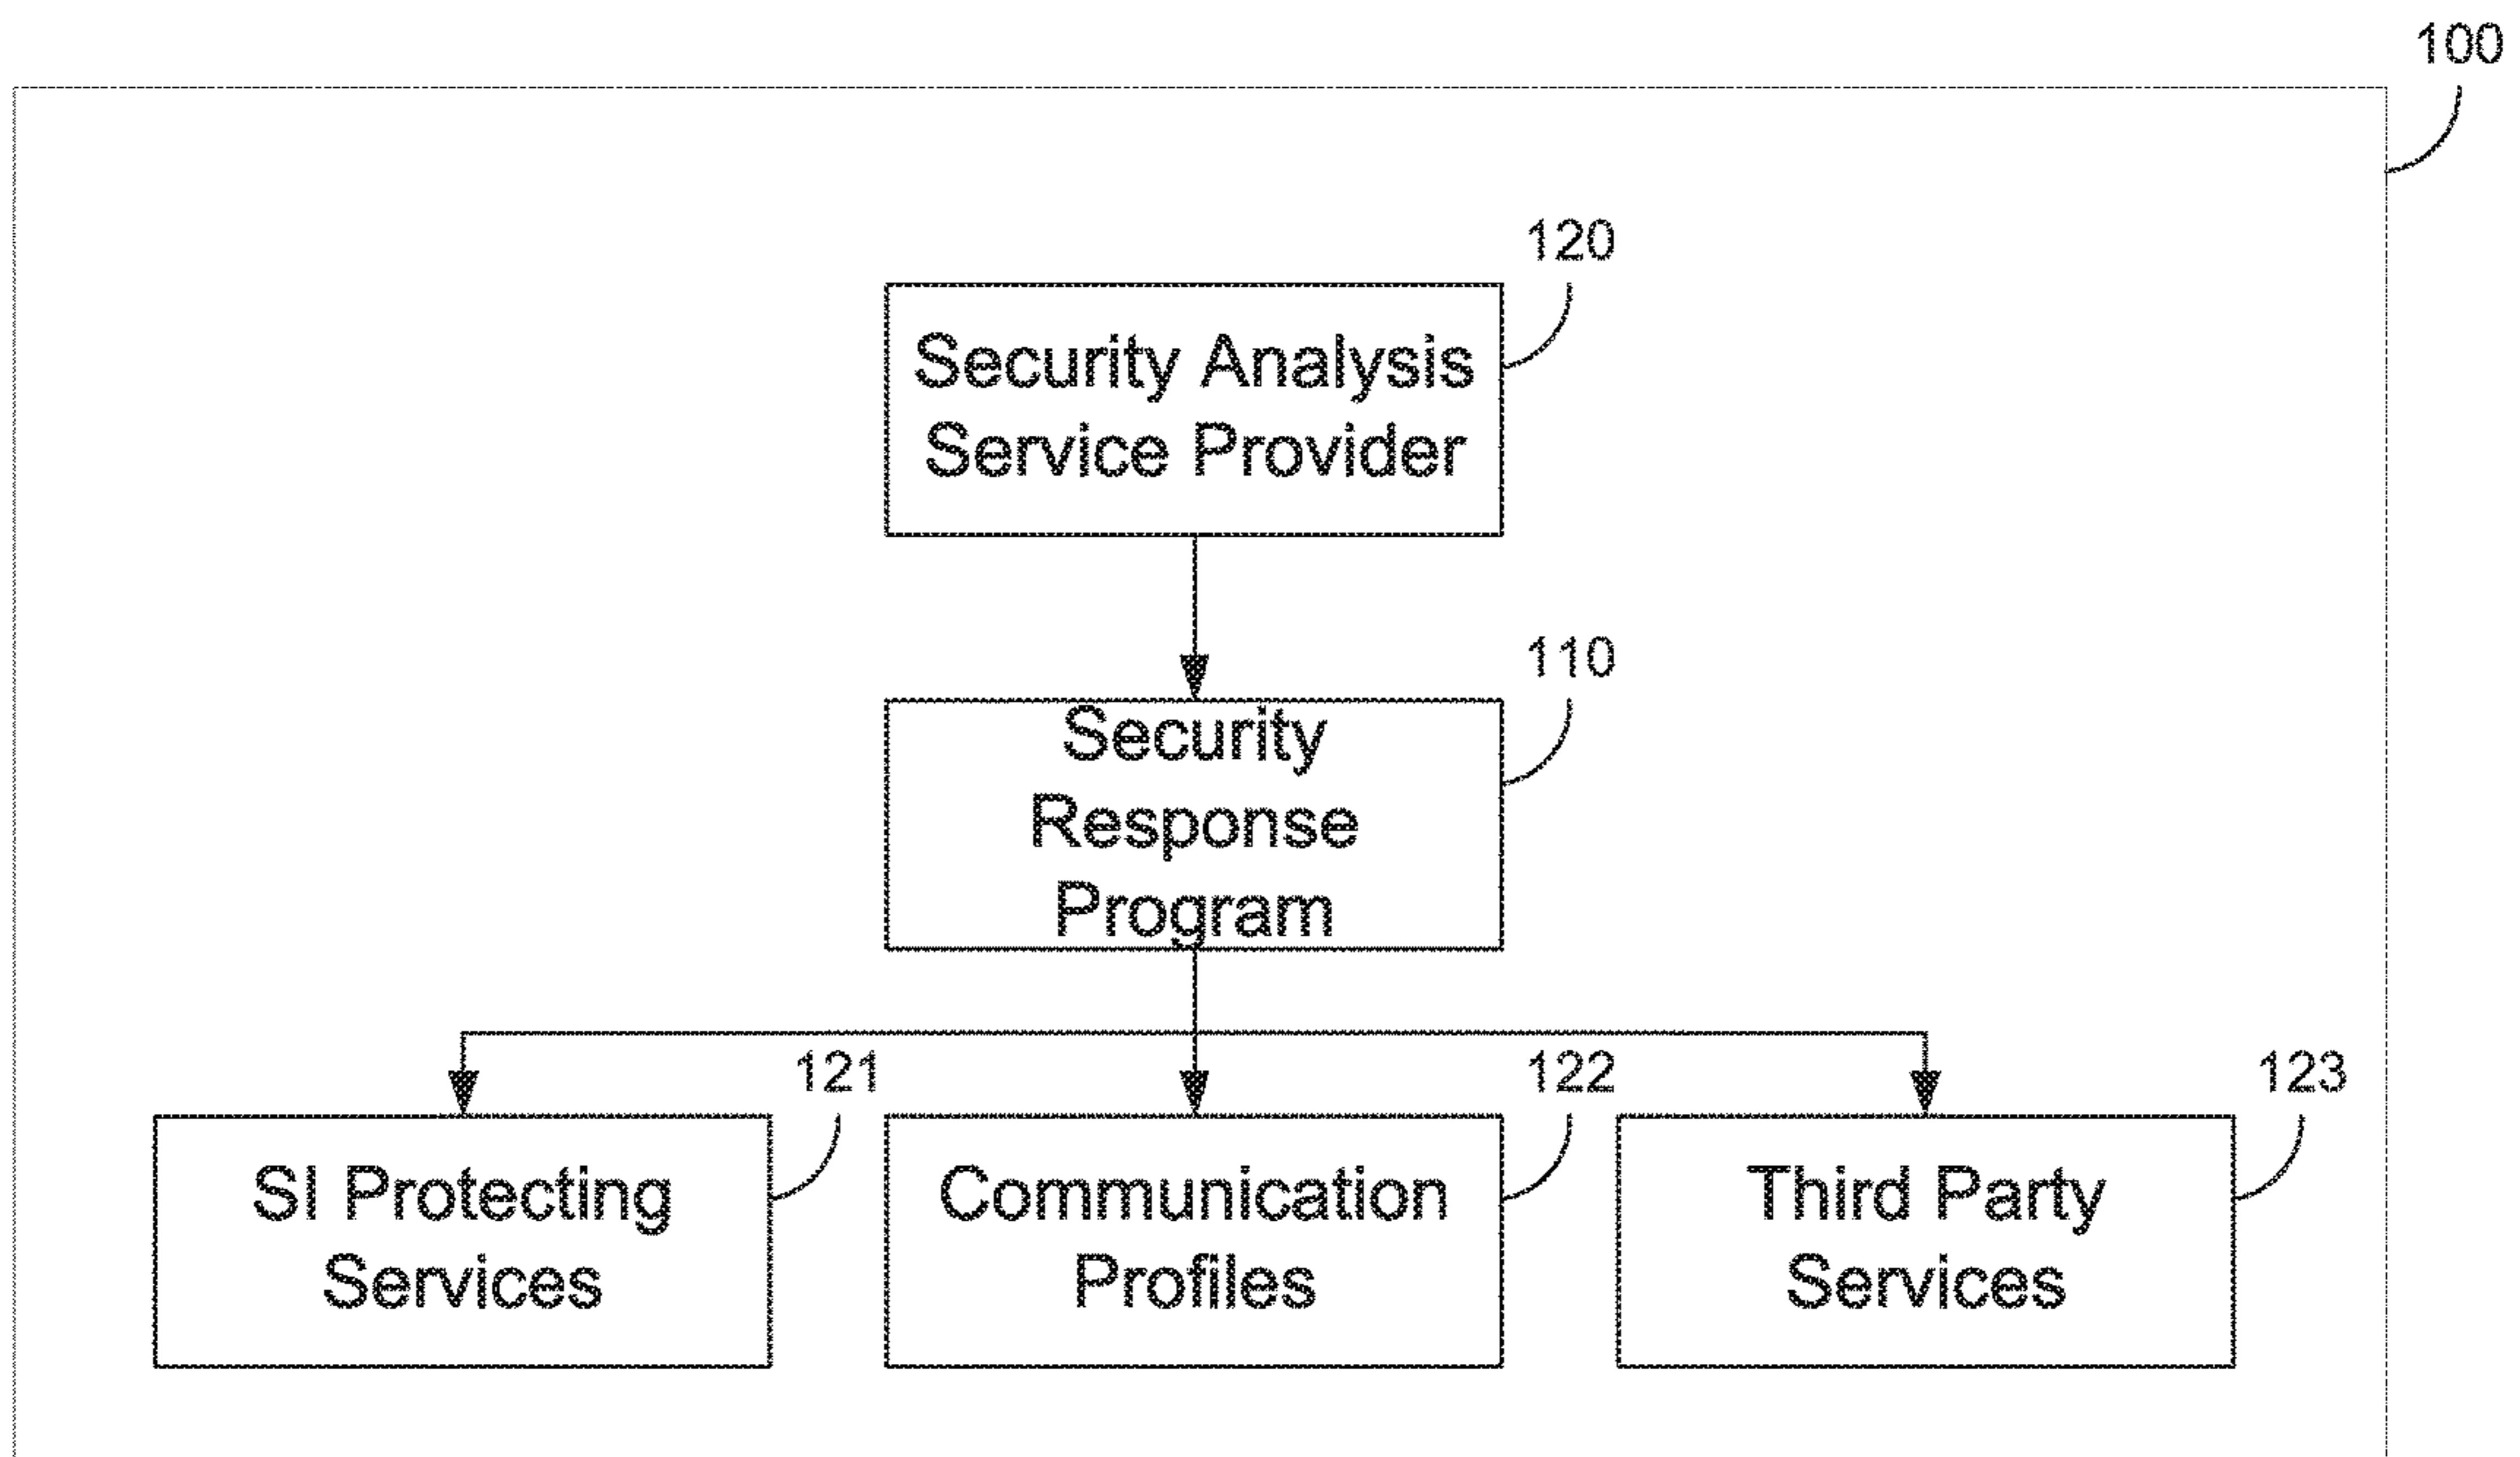 100
120
Security Analysis
Service Provider
110
Security
Response
Program
121
122
123
SI Protecting
Services
Communication
Profiles
Third Party
Services